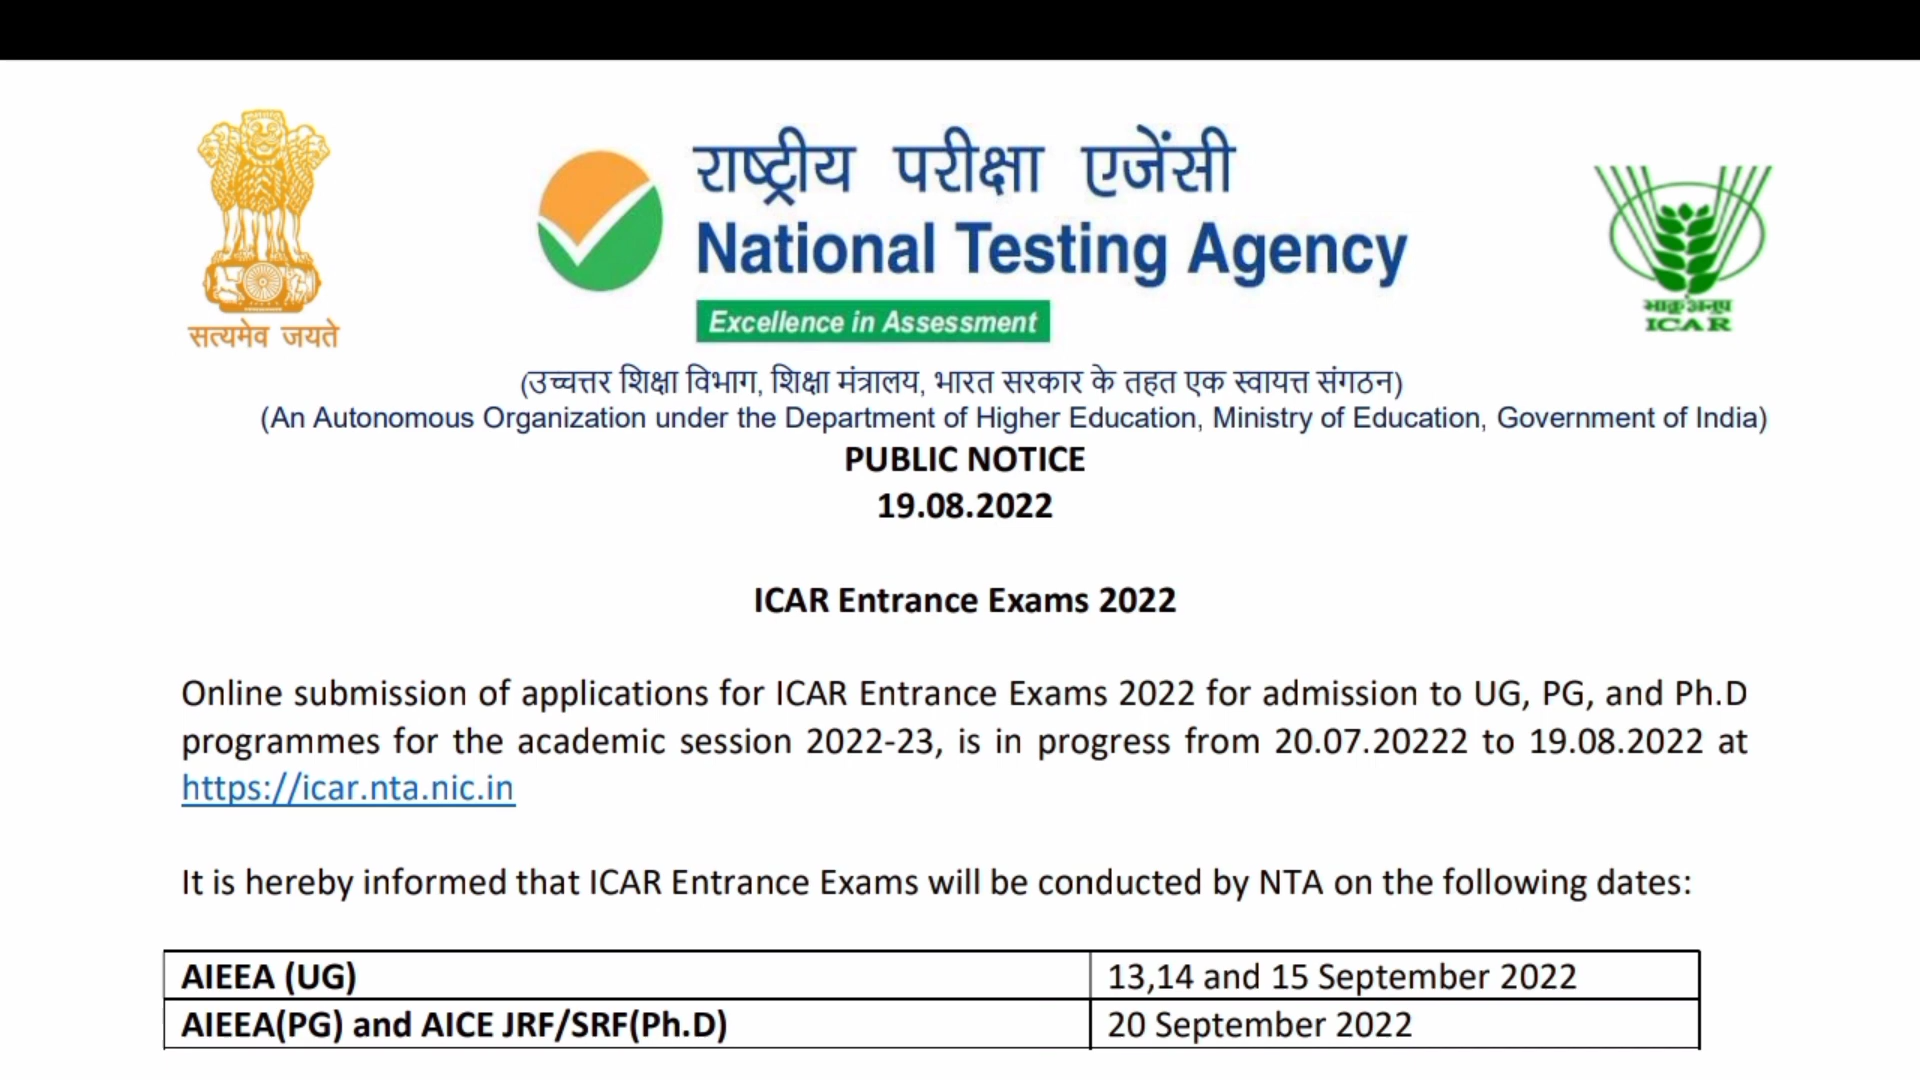 सत्यमेव जयते
राष्ट्रीय परीक्षा एजेंसी
National Testing Agency
Excellence in Assessment
भाकृअनुप
ICAR
(उच्चत्तर शिक्षा विभाग, शिक्षा मंत्रालय, भारत सरकार के तहत एक स्वायत्त संगठन)
(An Autonomous Organization under the Department of Higher Education, Ministry of Education, Government of India)
PUBLIC NOTICE
19.08.2022
ICAR Entrance Exams 2022
Online submission of applications for ICAR Entrance Exams 2022 for admission to UG, PG, and Ph.D
programmes for the academic session 2022-23, is in progress from 20.07.20222 to 19.08.2022 at
https://icar.nta.nic.in
It is hereby informed that ICAR Entrance Exams will be conducted by NTA on the following dates:
AIEEA (UG) 13,14 and 15 September 2022
AIEEA(PG) and AICE JRF/SRF(Ph.D) 20 September 2022